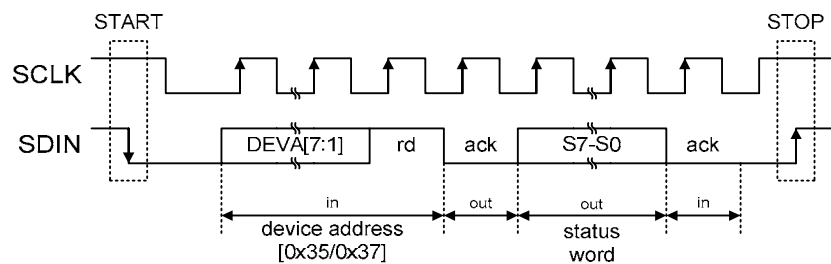 START STOP
SCLK
SDIN DEVA[7:1] rd ack S7-S0 ack
in out out in
device address status
[0x35/0x37] word